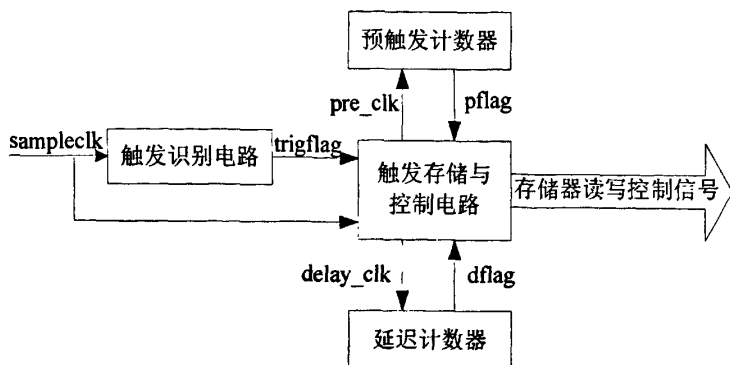 预触发计数器
pre_clk
pflag
sampleclk
触发识别电路
trigflag
触发存储与
控制电路
存储器读写控制信号
delay_clk
dflag
延迟计数器